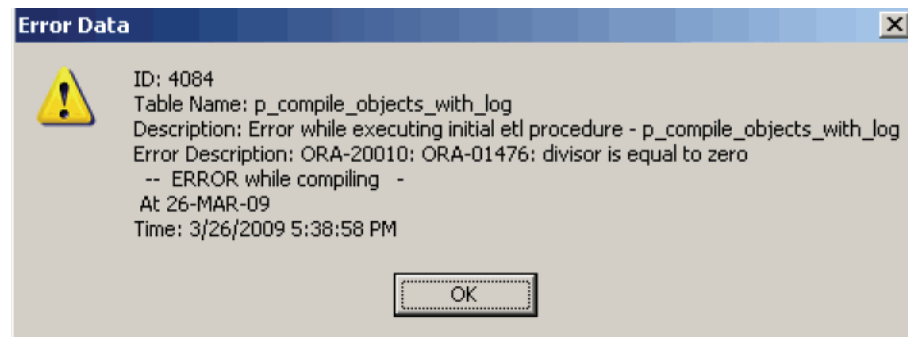 Error Data
ID: 4084
Table Name: p_compile_objects_with_log
Description: Error while executing initial etl procedure - p_compile_objects_with_log
Error Description: ORA-20010: ORA-01476: divisor is equal to zero
-- ERROR while compiling -
At 26-MAR-09
Time: 3/26/2009 5:38:58 PM
OK